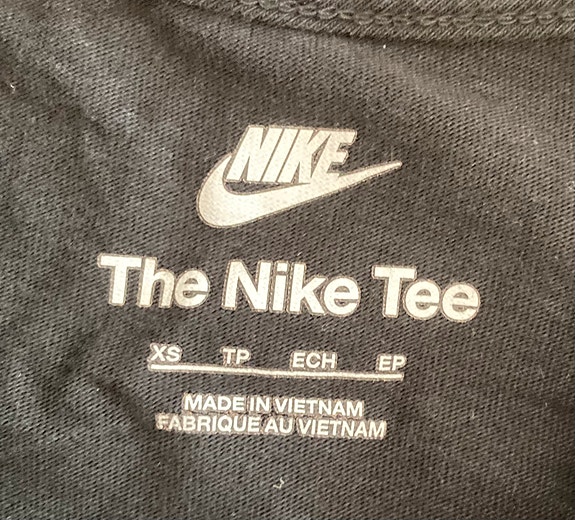 NIKE
The Nike Tee
XS TP ECH EP
MADE IN VIETNAM
FABRIQUE AU VIETNAM